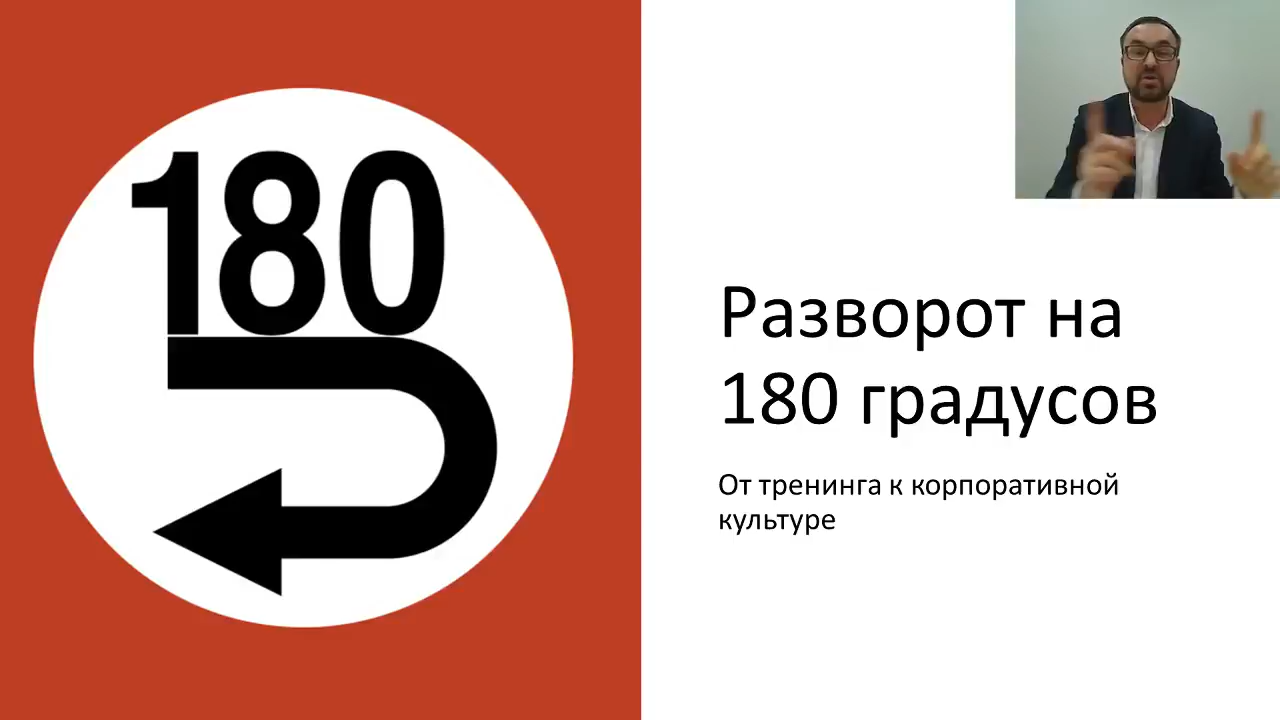 180
Разворот на
180 градусов
От тренинга к корпоративной
культуре